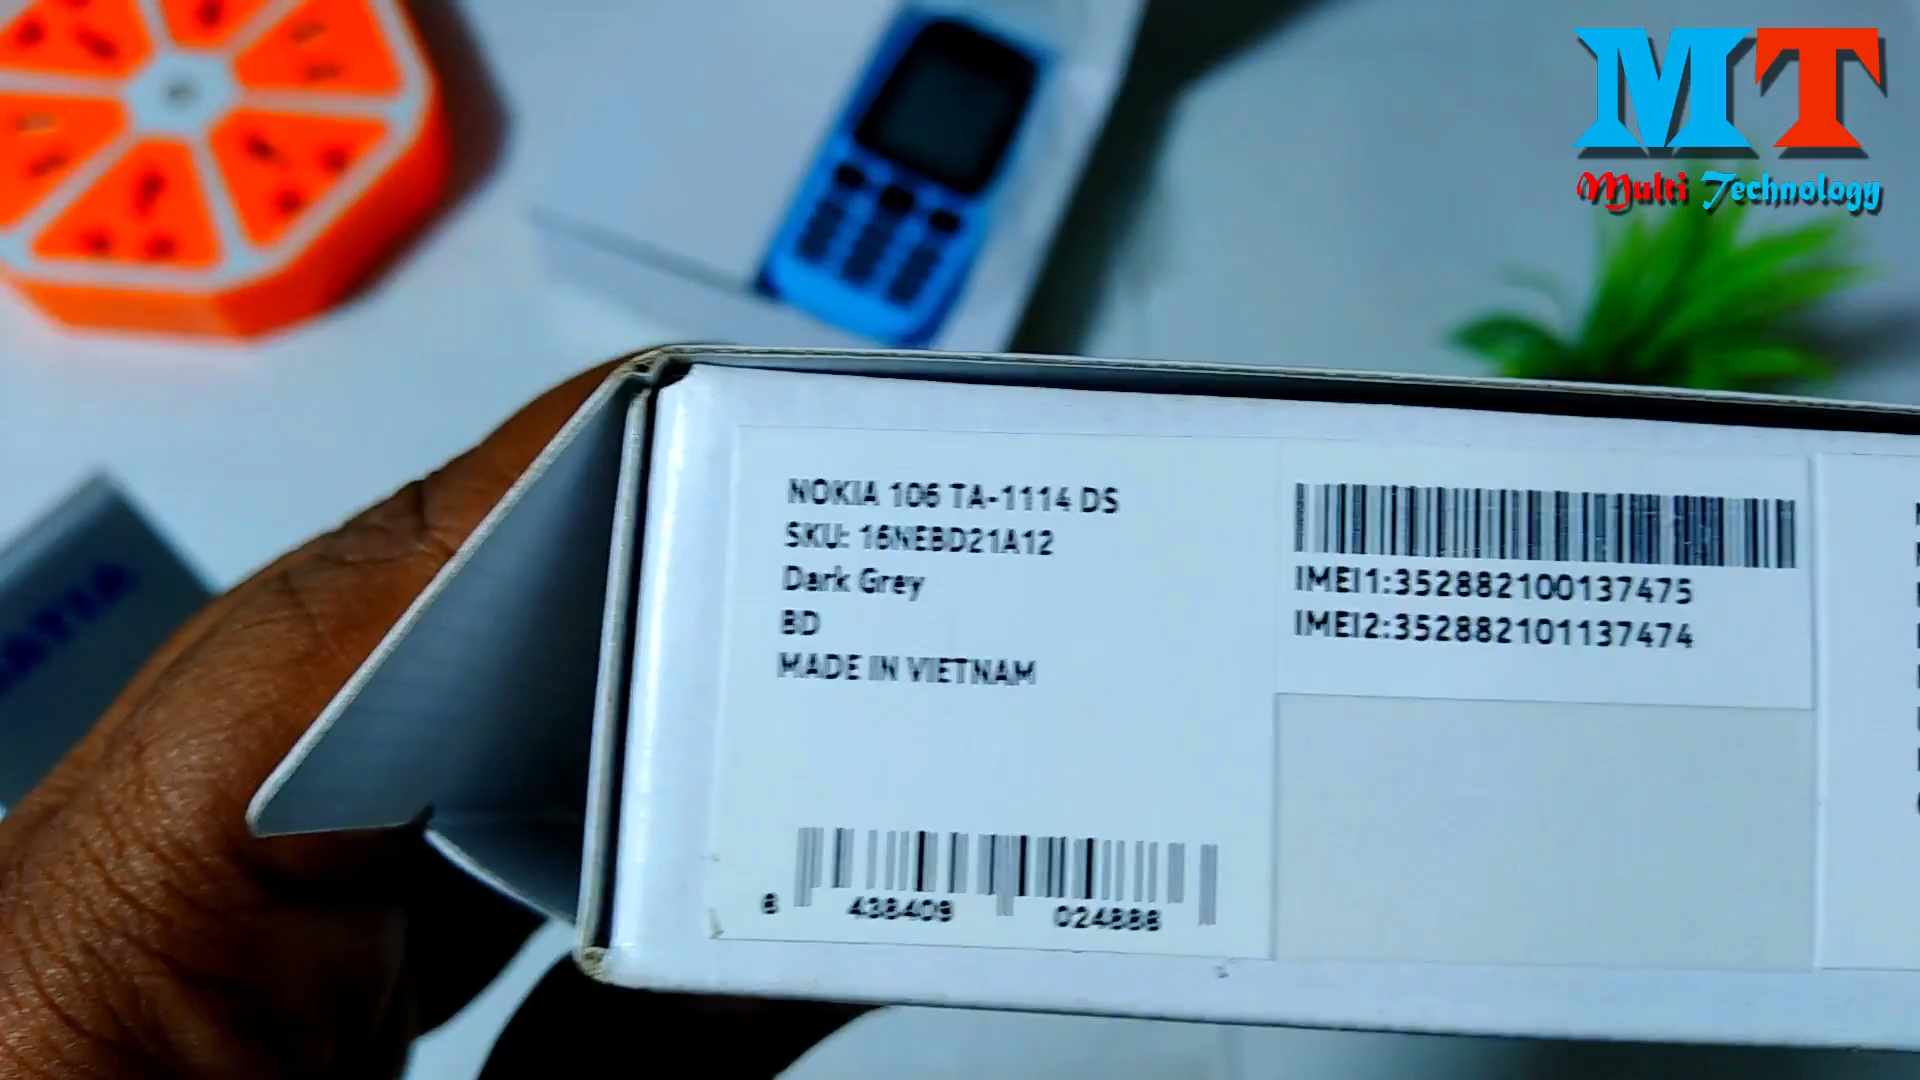 MT
Multi Technology
NOKIA 106 TA-1114 DS
SKU: 16NEBD21A12
Dark Grey
BD
MADE IN VIETNAM
IMEI1:352882100137475
IMEI2:352882101137474
6 438409 024888